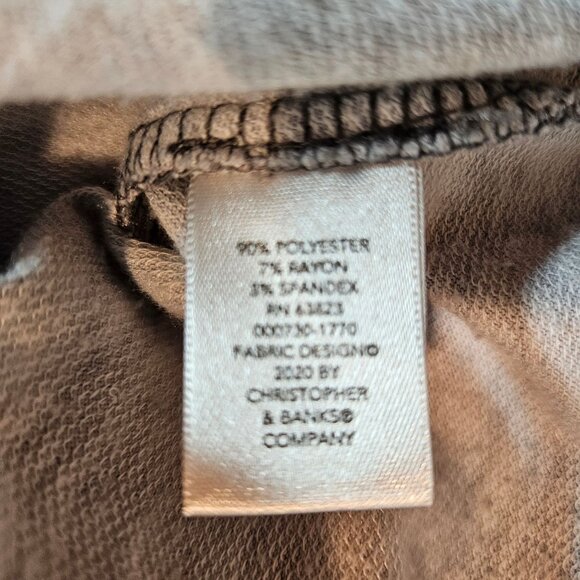 90% POLYESTER
7% RAYON
3% SPANDEX
RN 63823
000730-1770
FABRIC DESIGN©
2020 BY
CHRISTOPHER
& BANKS®
COMPANY